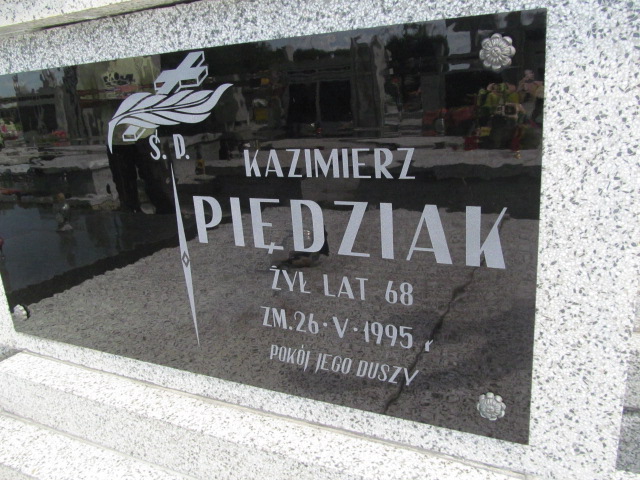 Ś. P.
KAZIMIERZ
PIĘDZIAK
ŻYŁ LAT 68
ZM. 26·V·1995 r
POKÓJ JEGO DUSZY